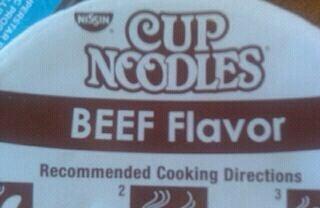 NISSIN
CUP
NOODLES
BEEF Flavor
Recommended Cooking Directions
2
3